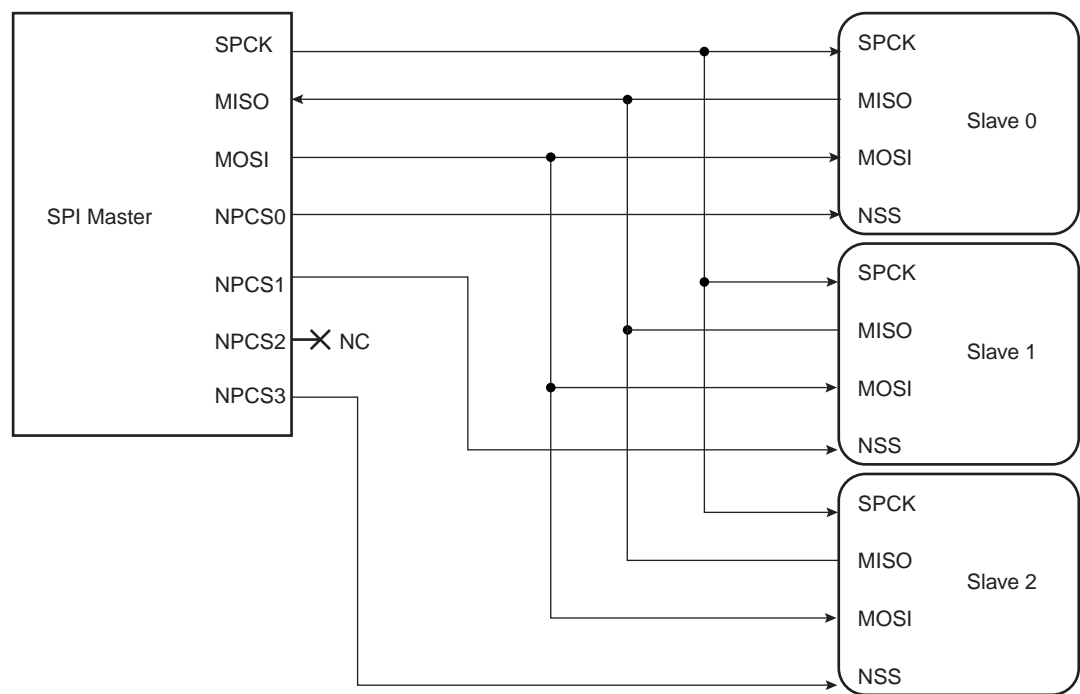 SPI Master
SPCK
MISO
MOSI
NPCS0
NPCS1
NPCS2
NC
NPCS3
SPCK
MISO
Slave 0
MOSI
NSS
SPCK
MISO
Slave 1
MOSI
NSS
SPCK
MISO
Slave 2
MOSI
NSS